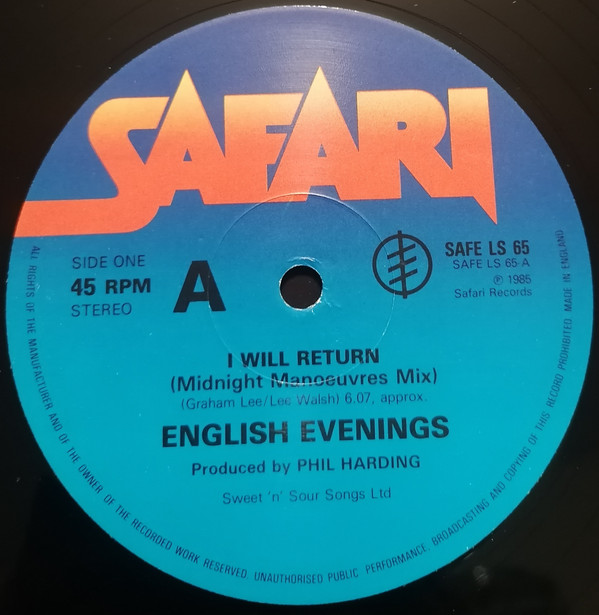 SAFARI
SIDE ONE
45 RPM
STEREO
A
SAFE LS 65
SAFE LS 65-A
℗ 1985
Safari Records
I WILL RETURN
(Midnight Manoeuvres Mix)
(Graham Lee/Lee Walsh) 6.07, approx.
ENGLISH EVENINGS
Produced by PHIL HARDING
Sweet 'n' Sour Songs Ltd
ALL RIGHTS OF THE MANUFACTURER AND OF THE OWNER OF THE RECORDED WORK RESERVED. UNAUTHORISED PUBLIC PERFORMANCE, BROADCASTING AND COPYING OF THIS RECORD PROHIBITED. MADE IN ENGLAND